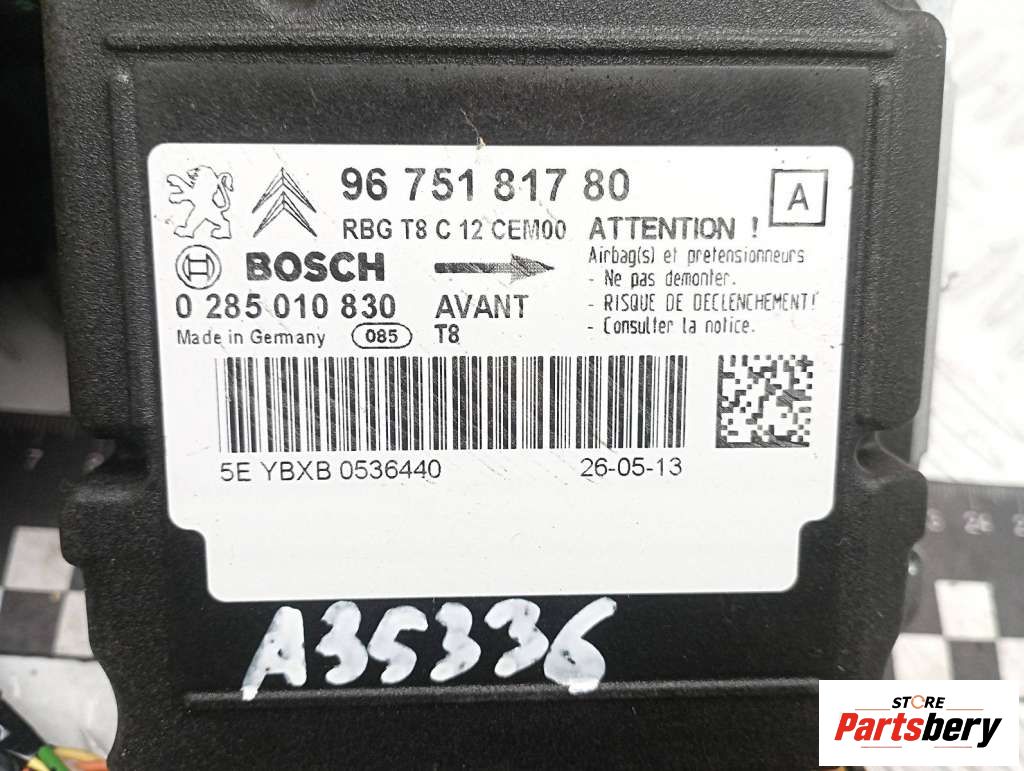 96 751 817 80
A
RBG T8 C 12 CEM00
ATTENTION !
Airbag(s) et pretensionneurs
- Ne pas demonter.
- RISQUE DE DECLENCHEMENT!
- Consulter la notice.
BOSCH
0 285 010 830
AVANT
Made in Germany
085
T8
5E YBXB 0536440
26-05-13
A35336
STORE
Partsbery